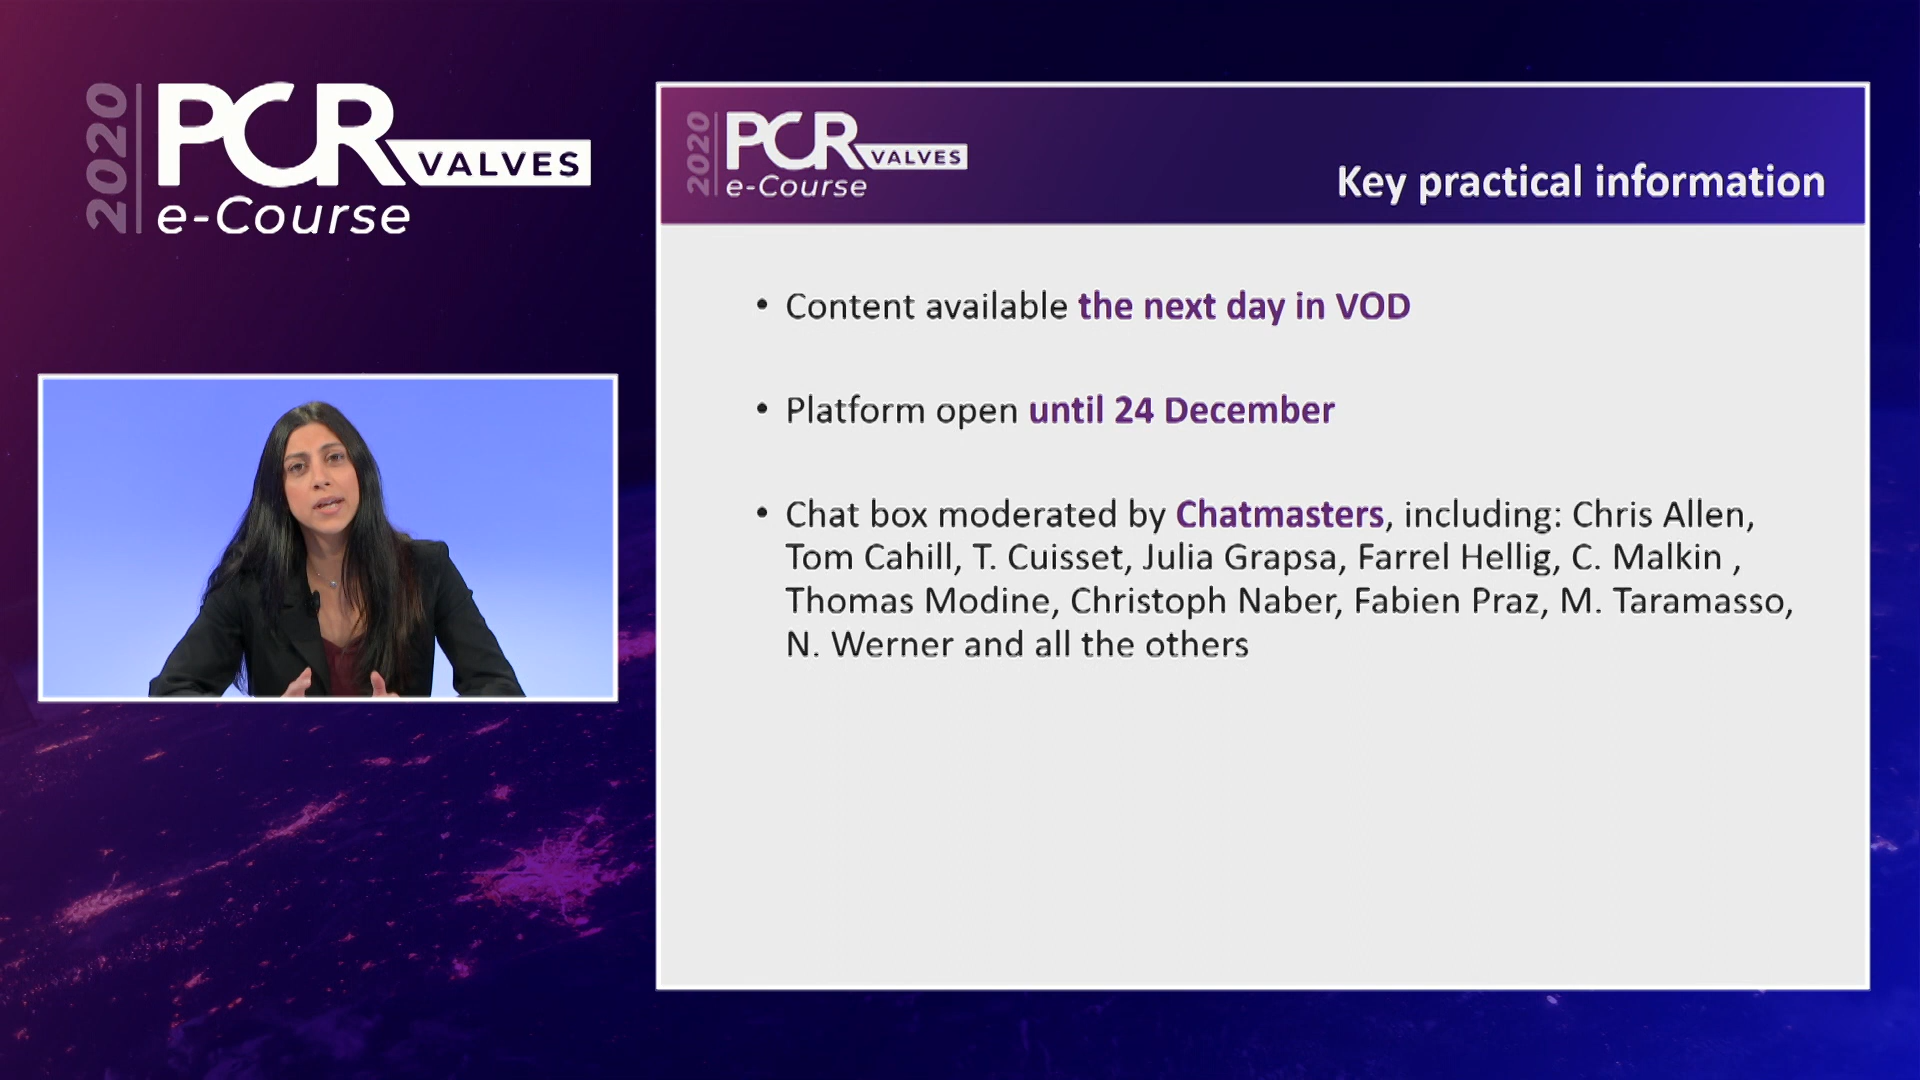 2020
PCR
VALVES
e-Course
2020
PCR
VALVES
e-Course
Key practical information
• Content available the next day in VOD
• Platform open until 24 December
• Chat box moderated by Chatmasters, including: Chris Allen,
Tom Cahill, T. Cuisset, Julia Grapsa, Farrel Hellig, C. Malkin ,
Thomas Modine, Christoph Naber, Fabien Praz, M. Taramasso,
N. Werner and all the others